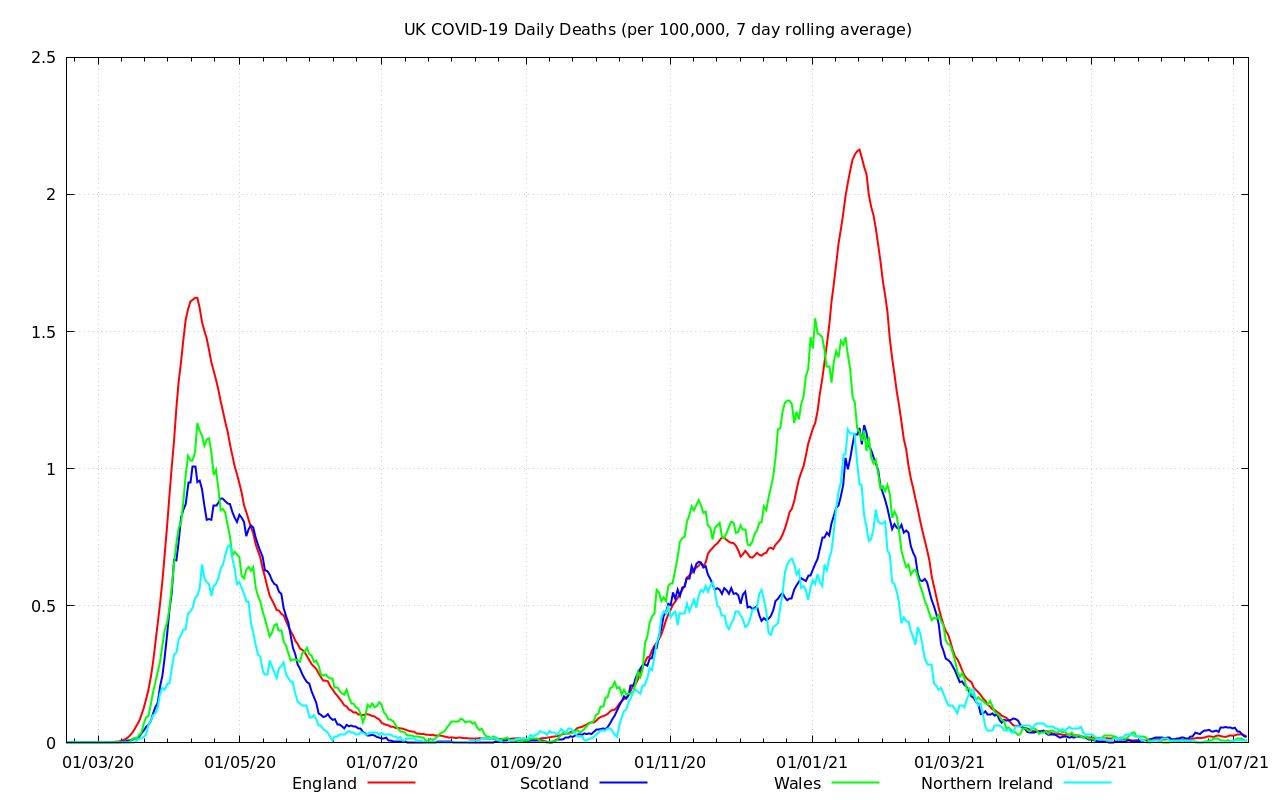 UK COVID-19 Daily Deaths (per 100,000, 7 day rolling average)
2.5
2
1.5
1
0.5
0
01/03/20 01/05/20 01/07/20 01/09/20 01/11/20 01/01/21 01/03/21 01/05/21 01/07/21
England Scotland Wales Northern Ireland